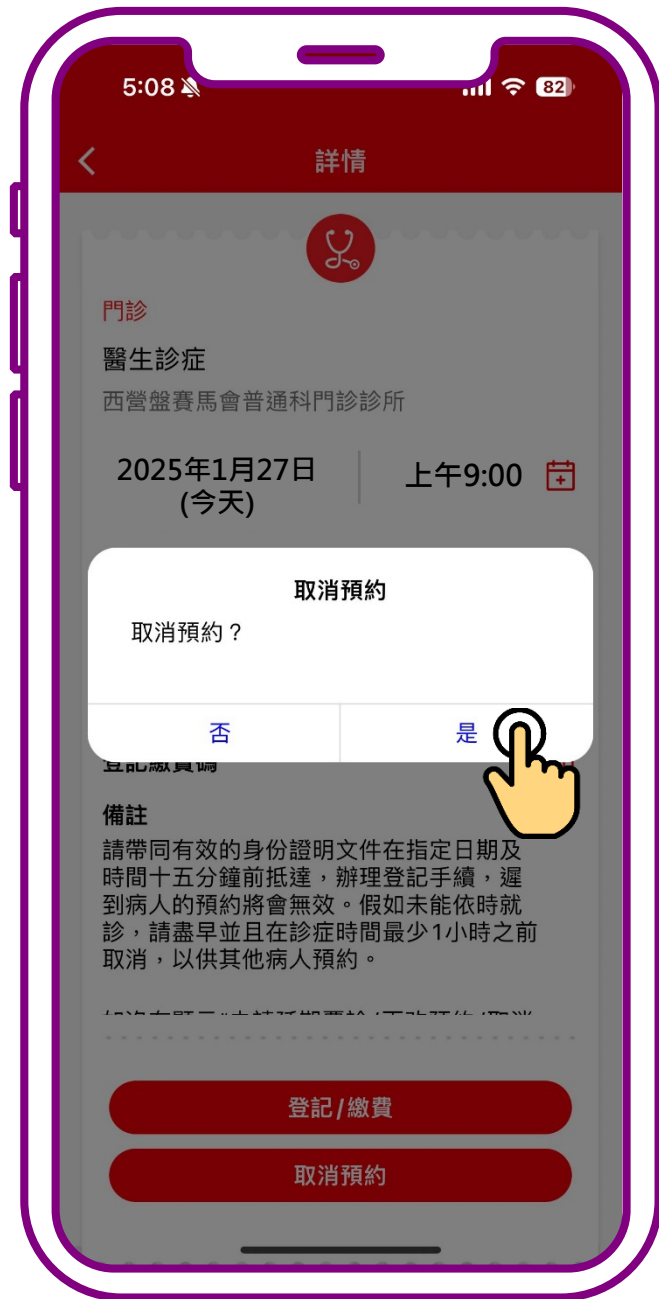 5:08
82
詳情
門診
醫生診症
西營盤賽馬會普通科門診診所
2025年1月27日
(今天)
上午9:00
取消預約
取消預約？
否
是
登記繳費碼
備註
請帶同有效的身份證明文件在指定日期及
時間十五分鐘前抵達，辦理登記手續，遲
到病人的預約將會無效。假如未能依時就
診，請盡早並且在診症時間最少1小時之前
取消，以供其他病人預約。
登記/繳費
取消預約